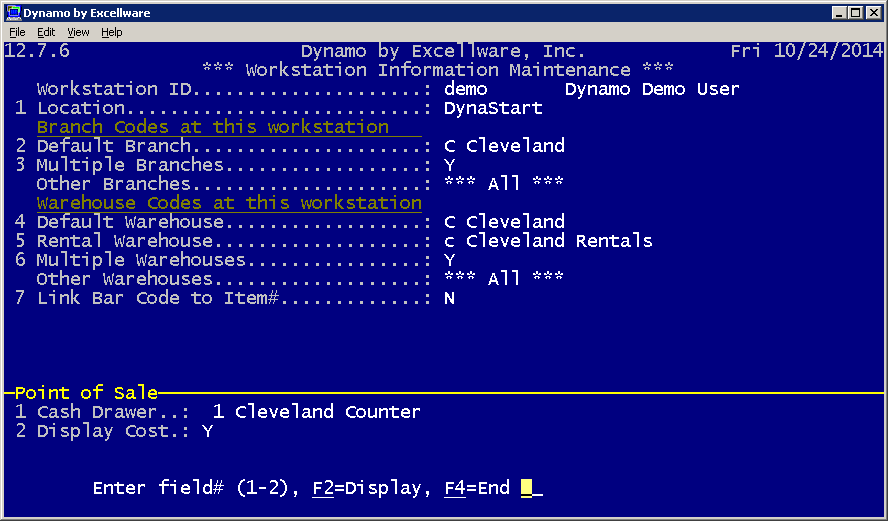 Dynamo by Excellware
File Edit View Help
12.7.6 Dynamo by Excellware, Inc. Fri 10/24/2014
*** Workstation Information Maintenance ***
Workstation ID......................: demo Dynamo Demo User
1 Location............................: DynaStart
Branch Codes at this workstation
2 Default Branch......................: C Cleveland
3 Multiple Branches...................: Y
Other Branches......................: *** All ***
Warehouse Codes at this workstation
4 Default Warehouse...................: C Cleveland
5 Rental Warehouse....................: c Cleveland Rentals
6 Multiple Warehouses.................: Y
Other Warehouses....................: *** All ***
7 Link Bar Code to Item#.............: N
Point of Sale
1 Cash Drawer..: 1 Cleveland Counter
2 Display Cost.: Y
Enter field# (1-2), F2=Display, F4=End